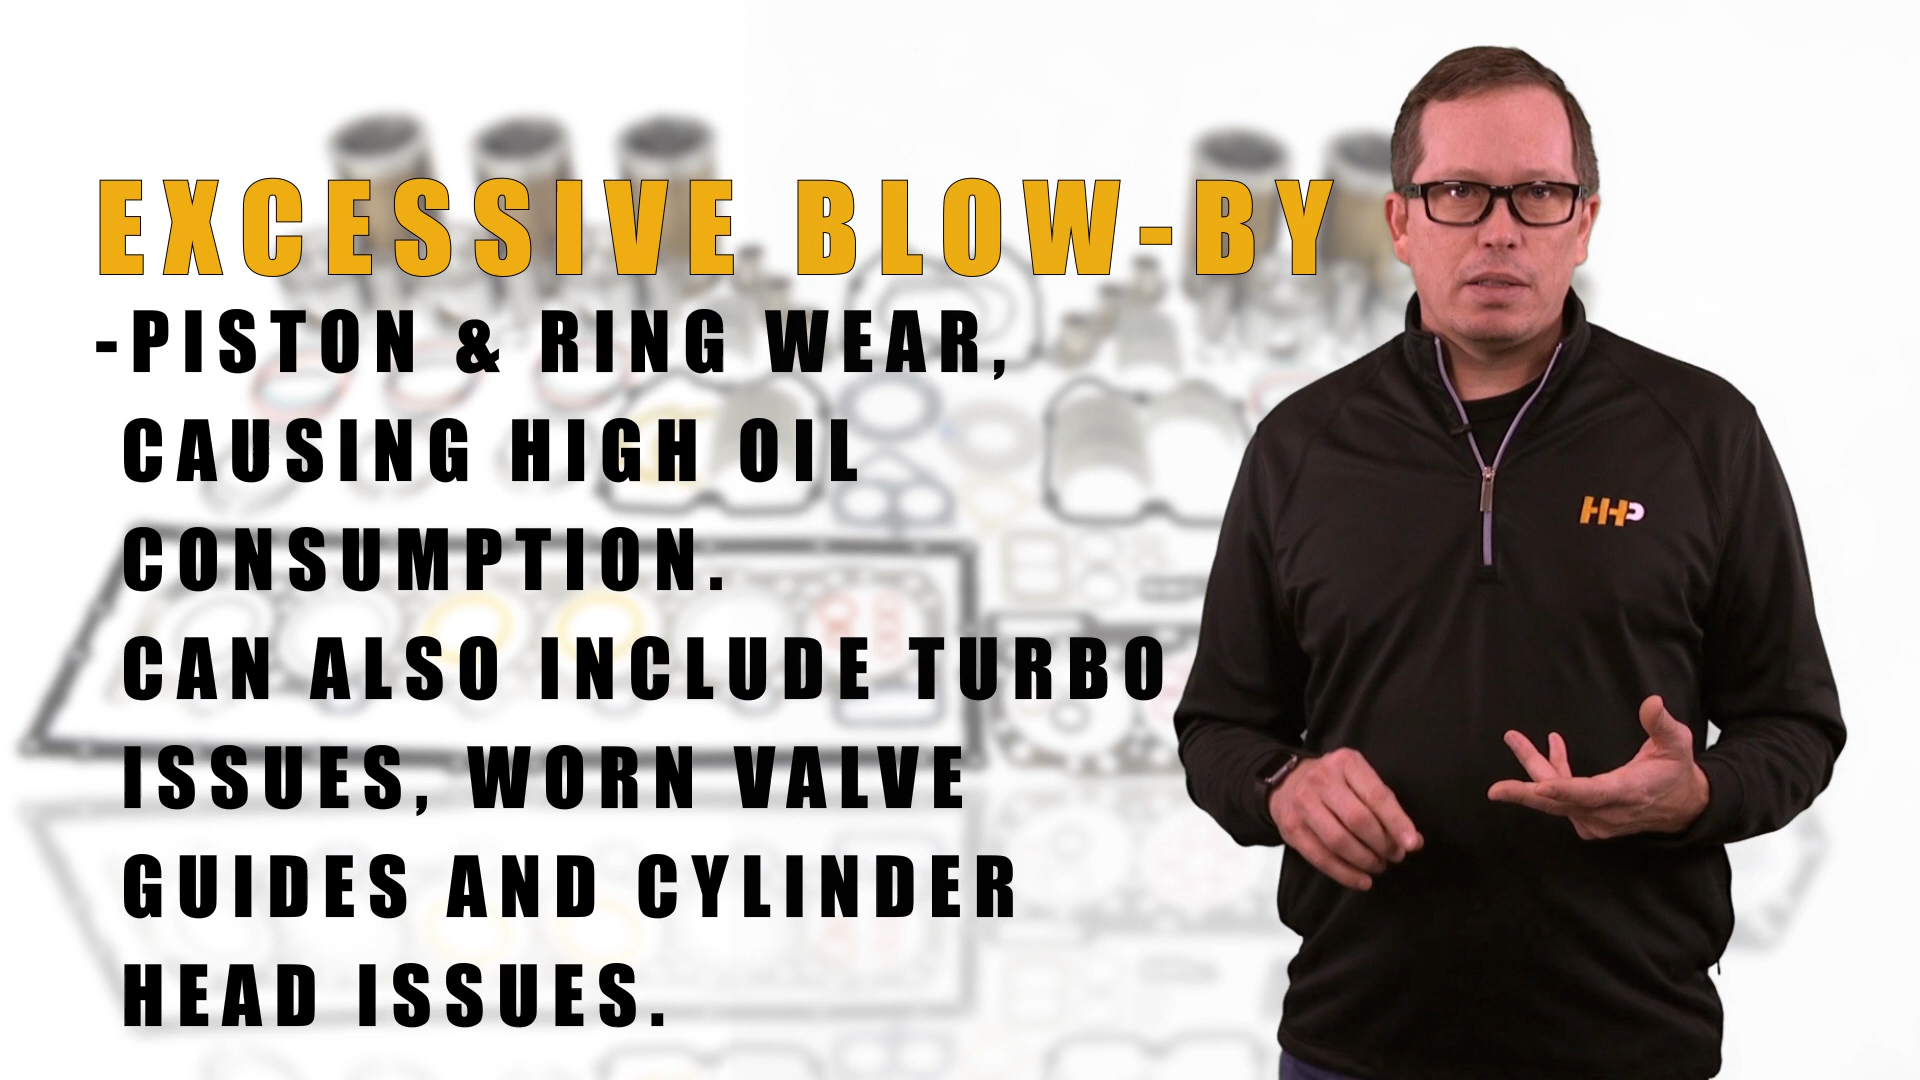 EXCESSIVE BLOW-BY
-PISTON & RING WEAR,
CAUSING HIGH OIL
CONSUMPTION.
CAN ALSO INCLUDE TURBO
ISSUES, WORN VALVE
GUIDES AND CYLINDER
HEAD ISSUES.
HHP